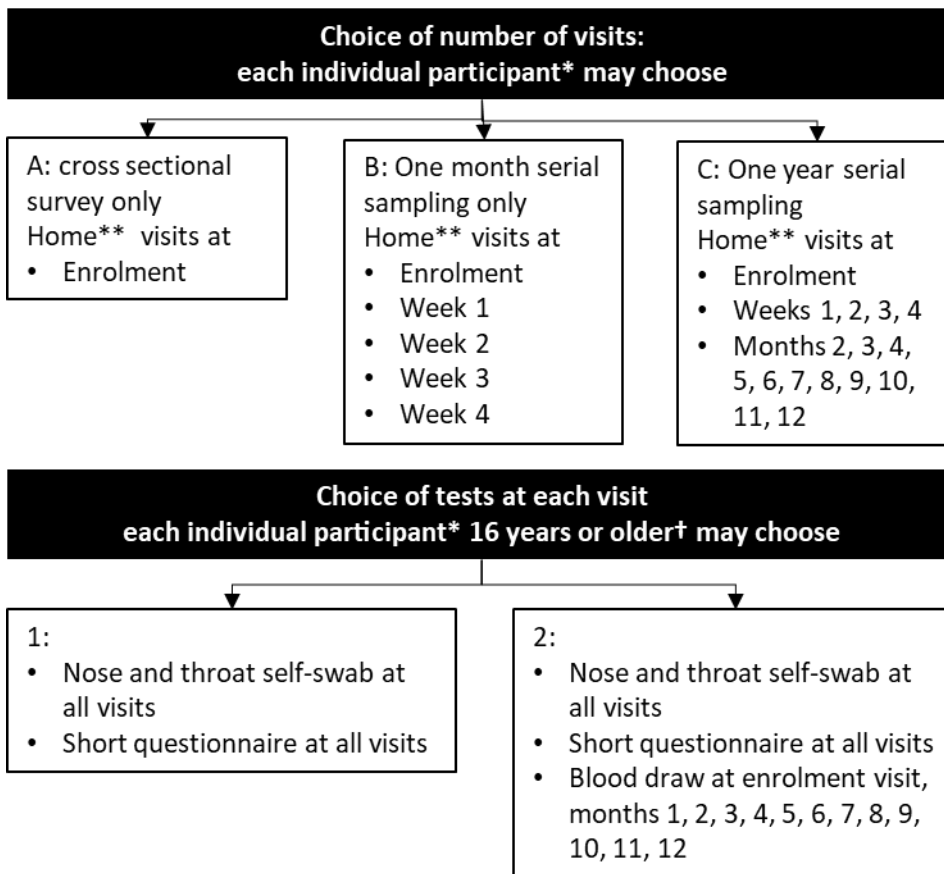 Choice of number of visits:
each individual participant* may choose
A: cross sectional
survey only
Home** visits at
• Enrolment
B: One month serial
sampling only
Home** visits at
• Enrolment
• Week 1
• Week 2
• Week 3
• Week 4
C: One year serial
sampling
Home** visits at
• Enrolment
• Weeks 1, 2, 3, 4
• Months 2, 3, 4,
5, 6, 7, 8, 9, 10,
11, 12
Choice of tests at each visit
each individual participant* 16 years or older† may choose
1:
• Nose and throat self-swab at
all visits
• Short questionnaire at all visits
2:
• Nose and throat self-swab at
all visits
• Short questionnaire at all visits
• Blood draw at enrolment visit,
months 1, 2, 3, 4, 5, 6, 7, 8, 9,
10, 11, 12